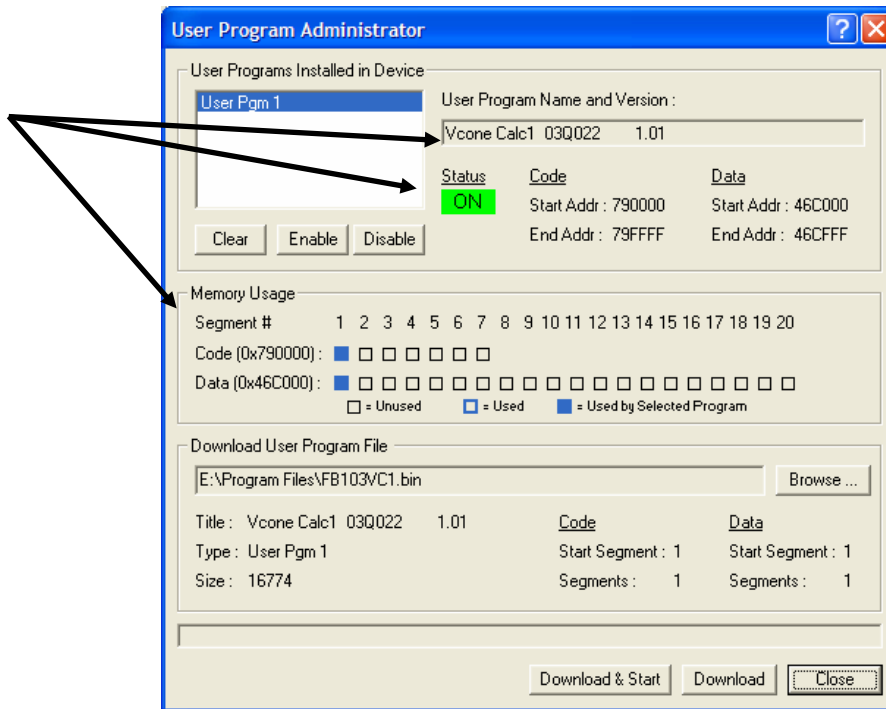 User Program Administrator
User Programs Installed in Device
User Pgm 1
User Program Name and Version :
Vcone Calc1 03Q022 1.01
Status Code Data
ON Start Addr : 790000 Start Addr : 46C000
Clear Enable Disable End Addr : 79FFFF End Addr : 46CFFF
Memory Usage
Segment # 1 2 3 4 5 6 7 8 9 10 11 12 13 14 15 16 17 18 19 20
Code (0x790000) :
Data (0x46C000) :
= Unused = Used = Used by Selected Program
Download User Program File
E:\Program Files\FB103VC1.bin Browse ...
Title : Vcone Calc1 03Q022 1.01 Code Data
Type : User Pgm 1 Start Segment : 1 Start Segment : 1
Size : 16774 Segments : 1 Segments : 1
Download & Start Download Close